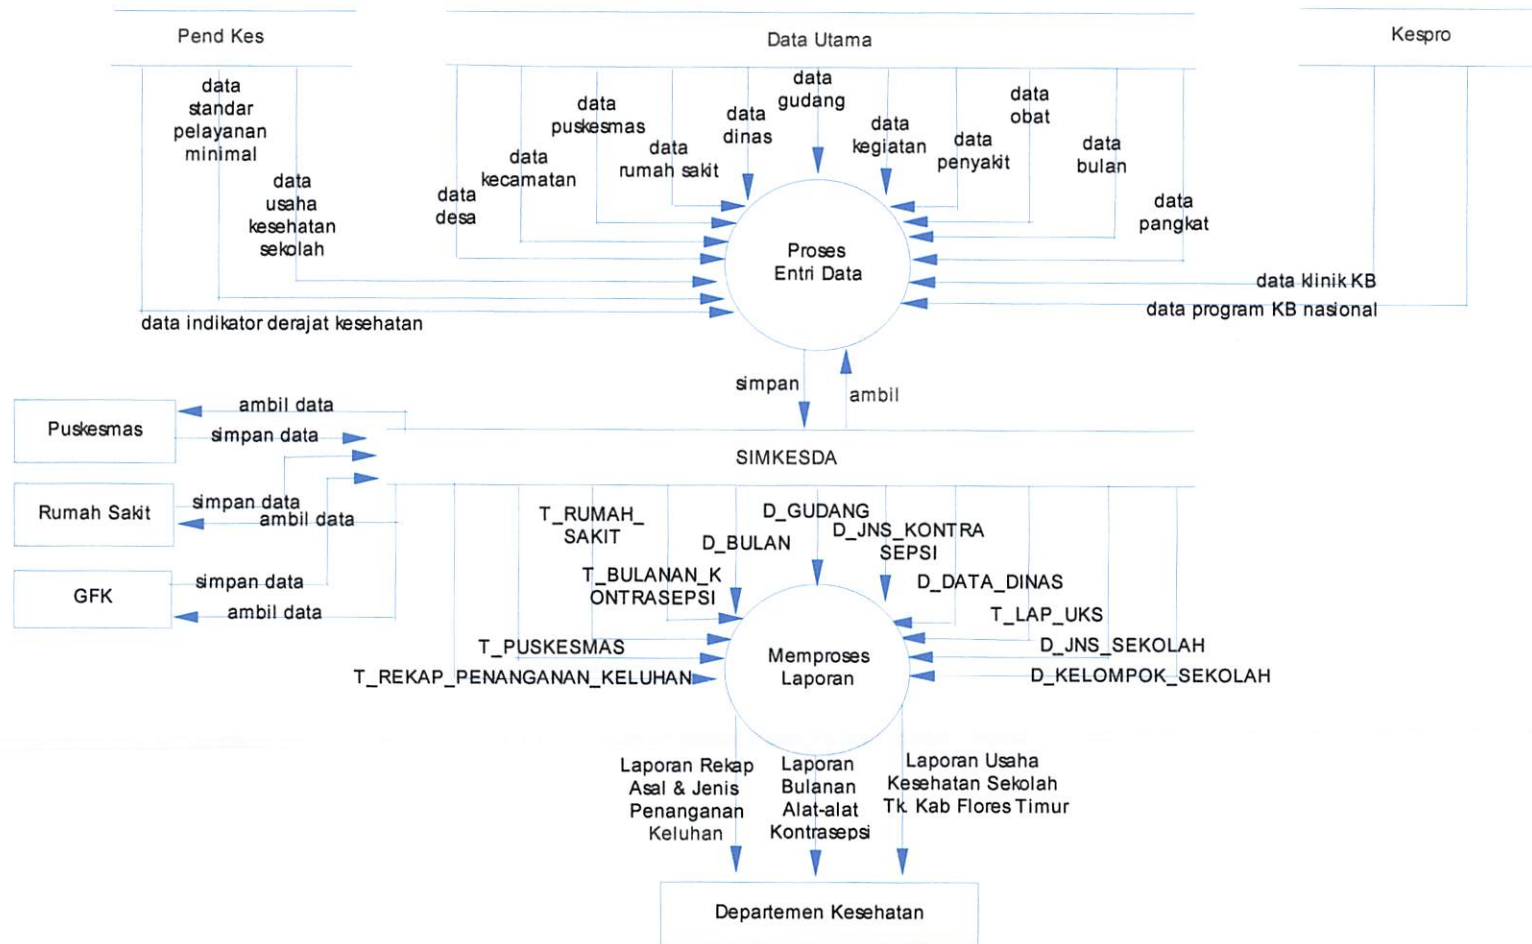 Pend Kes
Data Utama
Kespro
data
standar
pelayanan
minimal
data
usaha
kesehatan
sekolah
data
desa
data
kecamatan
data
puskesmas
data
rumah sakit
data
dinas
data
gudang
data
kegiatan
data
penyakit
data
obat
data
bulan
data
pangkat
Proses
Entri Data
data klinik KB
data program KB nasional
data indikator derajat kesehatan
simpan
ambil
Puskesmas
ambil data
simpan data
SIMKESDA
Rumah Sakit
simpan data
ambil data
GFK
simpan data
ambil data
T_RUMAH_
SAKIT
D_BULAN
D_GUDANG
D_JNS_KONTRA
SEPSI
T_BULANAN_K
ONTRASEPSI
D_DATA_DINAS
T_LAP_UKS
T_PUSKESMAS
D_JNS_SEKOLAH
T_REKAP_PENANGANAN_KELUHAN
D_KELOMPOK_SEKOLAH
Memproses
Laporan
Laporan Rekap
Asal & Jenis
Penanganan
Keluhan
Laporan
Bulanan
Alat-alat
Kontrasepsi
Laporan Usaha
Kesehatan Sekolah
Tk. Kab Flores Timur
Departemen Kesehatan